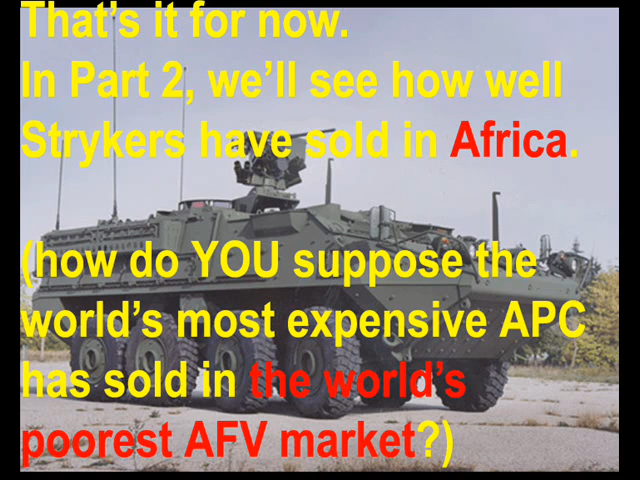 That’s it for now.
In Part 2, we’ll see how well
Strykers have sold in Africa.
(how do YOU suppose the
world’s most expensive APC
has sold in the world’s
poorest AFV market?)